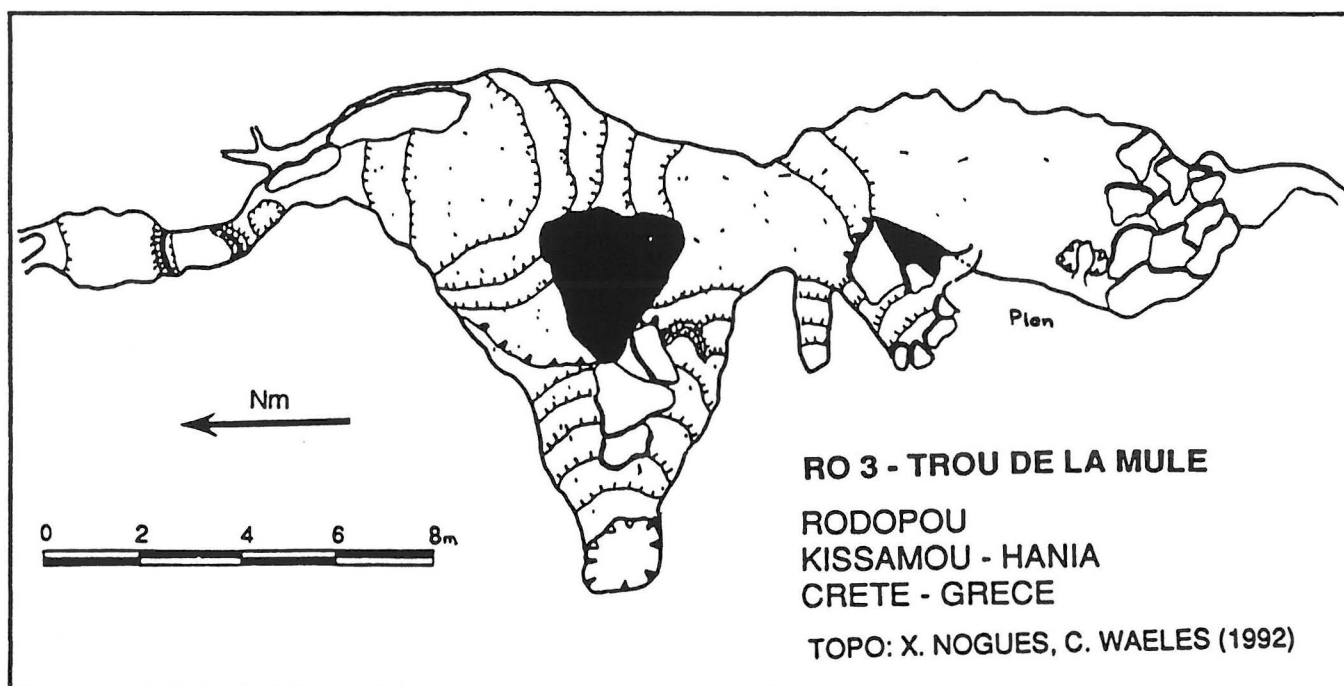 Plan
Nm
0 2 4 6 8m
RO 3 - TROU DE LA MULE
RODOPOU
KISSAMOU - HANIA
CRETE - GRECE
TOPO: X. NOGUES, C. WAELES (1992)